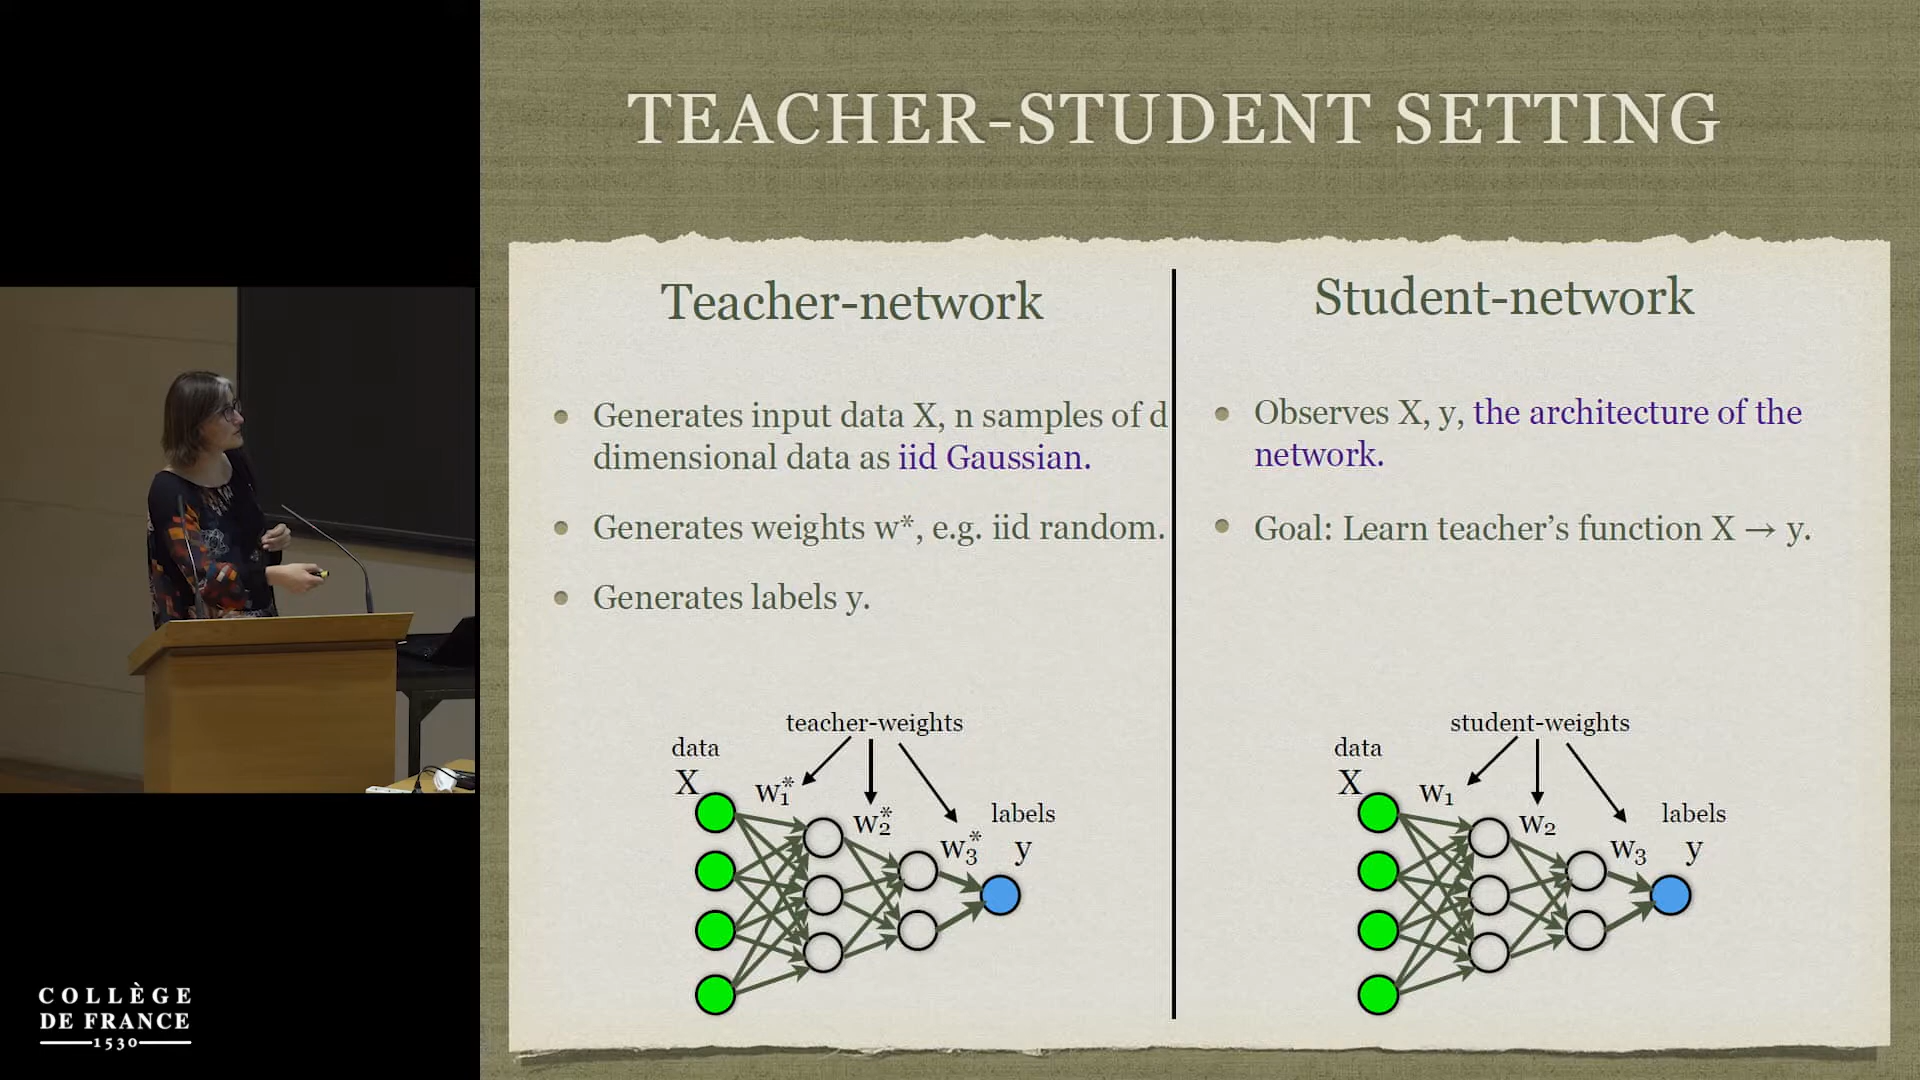 TEACHER-STUDENT SETTING
Teacher-network
Generates input data X, n samples of d
dimensional data as iid Gaussian.
Generates weights w*, e.g. iid random.
Generates labels y.
teacher-weights
data
X
w₁*
w₂*
w₃*
labels
y
Student-network
Observes X, y, the architecture of the
network.
Goal: Learn teacher's function X → y.
student-weights
data
X
w₁
w₂
w₃
labels
y
COLLÈGE
DE FRANCE
1530